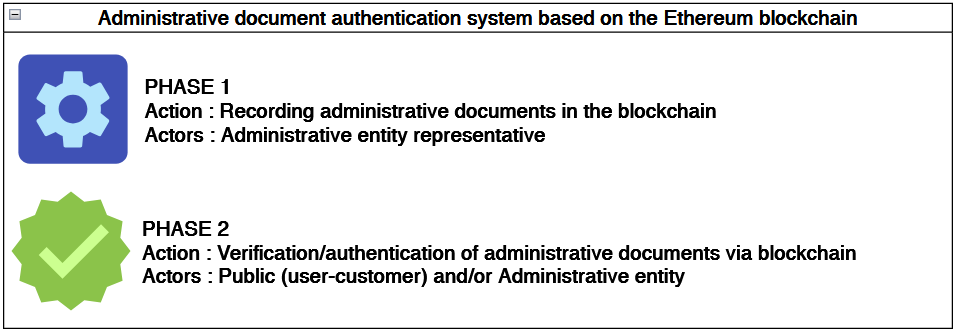 Administrative document authentication system based on the Ethereum blockchain
PHASE 1
Action : Recording administrative documents in the blockchain
Actors : Administrative entity representative
PHASE 2
Action : Verification/authentication of administrative documents via blockchain
Actors : Public (user-customer) and/or Administrative entity